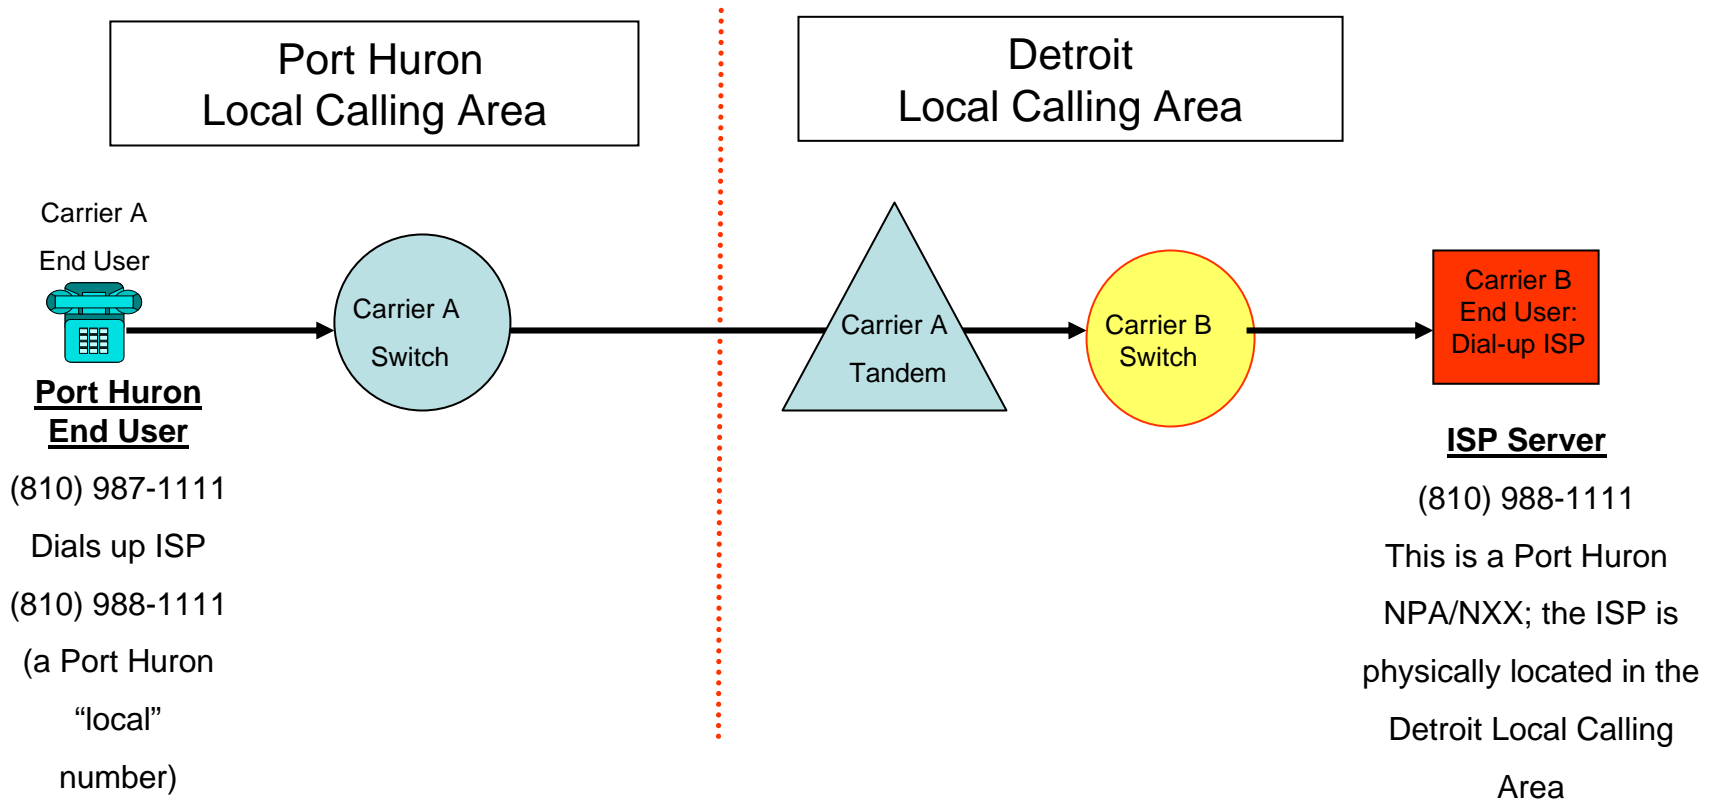 Port Huron
Local Calling Area
Detroit
Local Calling Area
Carrier A
End User
Carrier A
Switch
Carrier A
Tandem
Carrier B
Switch
Carrier B
End User:
Dial-up ISP
Port Huron
End User
(810) 987-1111
Dials up ISP
(810) 988-1111
(a Port Huron
“local”
number)
ISP Server
(810) 988-1111
This is a Port Huron
NPA/NXX; the ISP is
physically located in the
Detroit Local Calling
Area